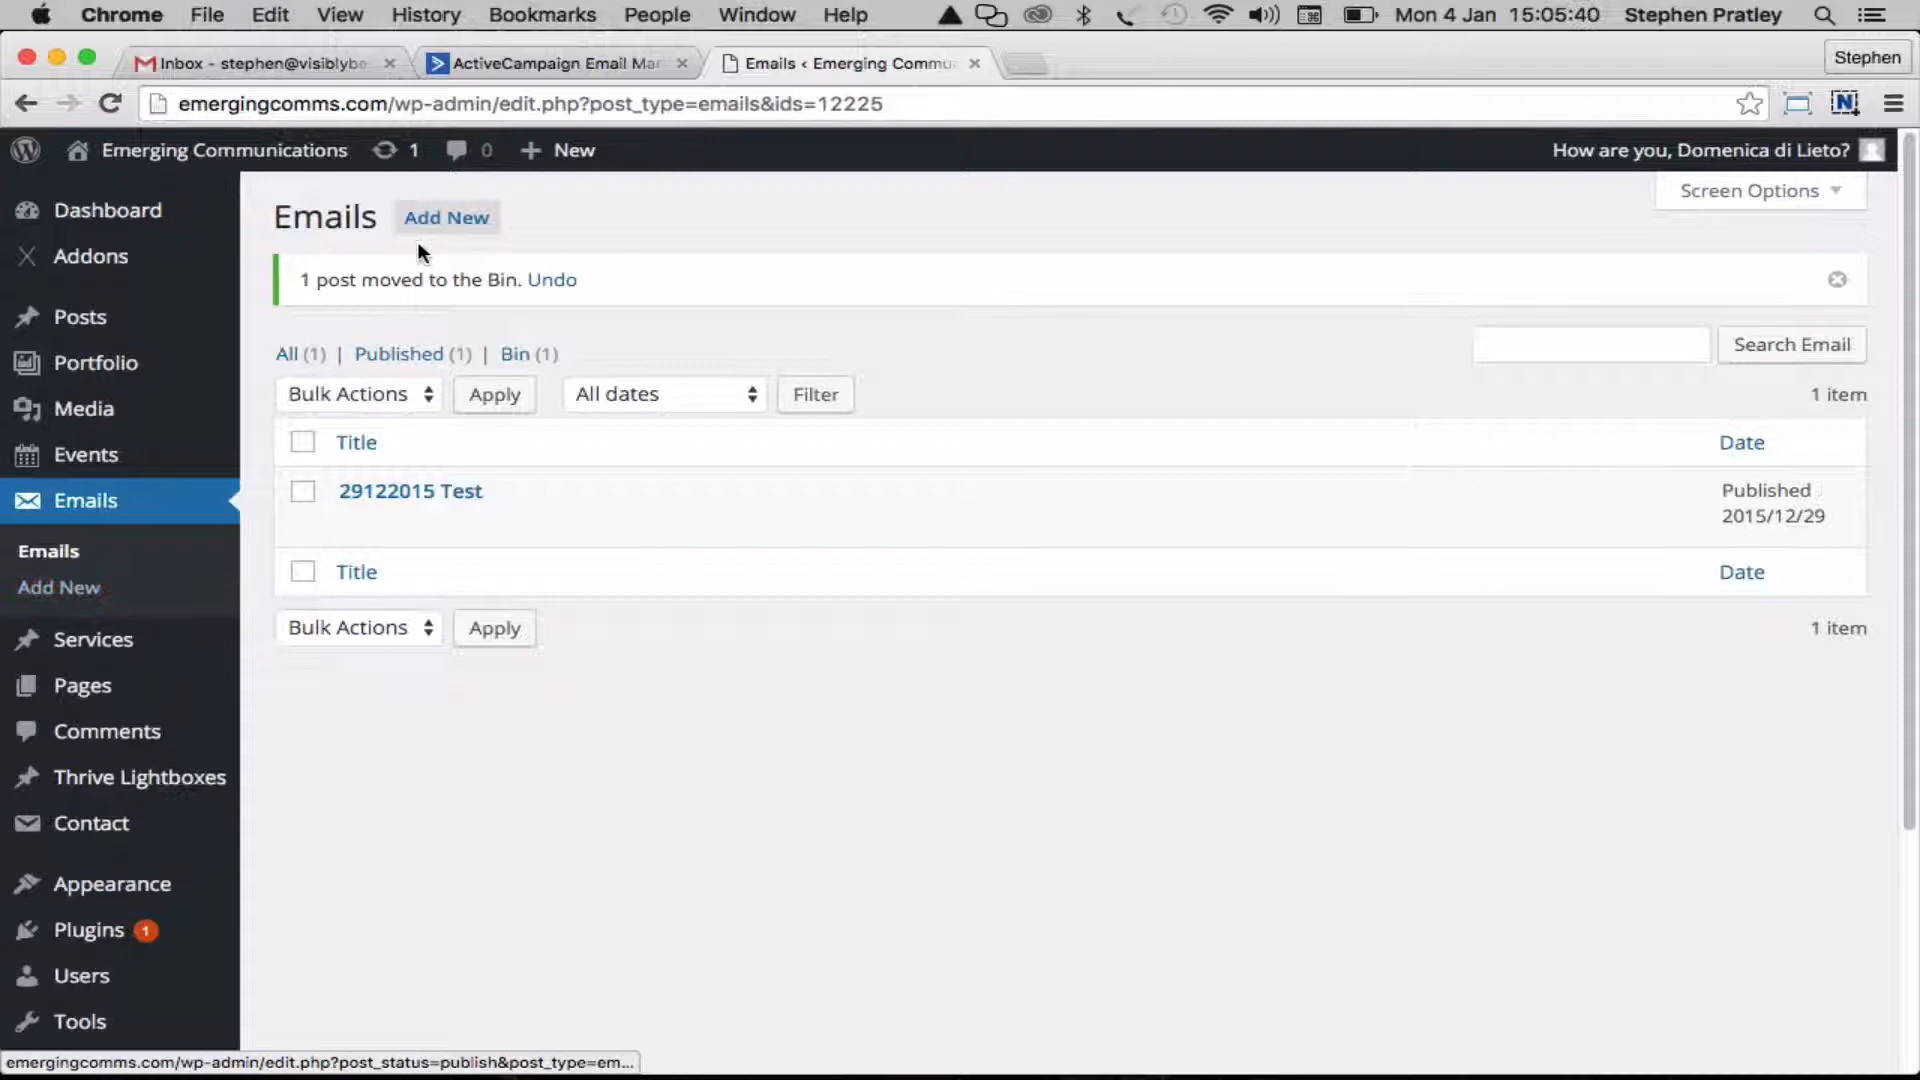 Chrome File Edit View History Bookmarks People Window Help Mon 4 Jan 15:05:40 Stephen Pratley
Inbox - stephen@visiblybe ActiveCampaign Email Mar Emails < Emerging Commu Stephen
emergingcomms.com/wp-admin/edit.php?post_type=emails&ids=12225
Emerging Communications 1 0 + New How are you, Domenica di Lieto?
Screen Options
Dashboard
Addons
Posts
Portfolio
Media
Events
Emails
Emails
Add New
Services
Pages
Comments
Thrive Lightboxes
Contact
Appearance
Plugins 1
Users
Tools
Emails Add New
1 post moved to the Bin. Undo
All (1) | Published (1) | Bin (1)
Search Email
Bulk Actions Apply All dates Filter 1 item
Title Date
29122015 Test Published
2015/12/29
Title Date
Bulk Actions Apply 1 item
emergingcomms.com/wp-admin/edit.php?post_status=publish&post_type=em...